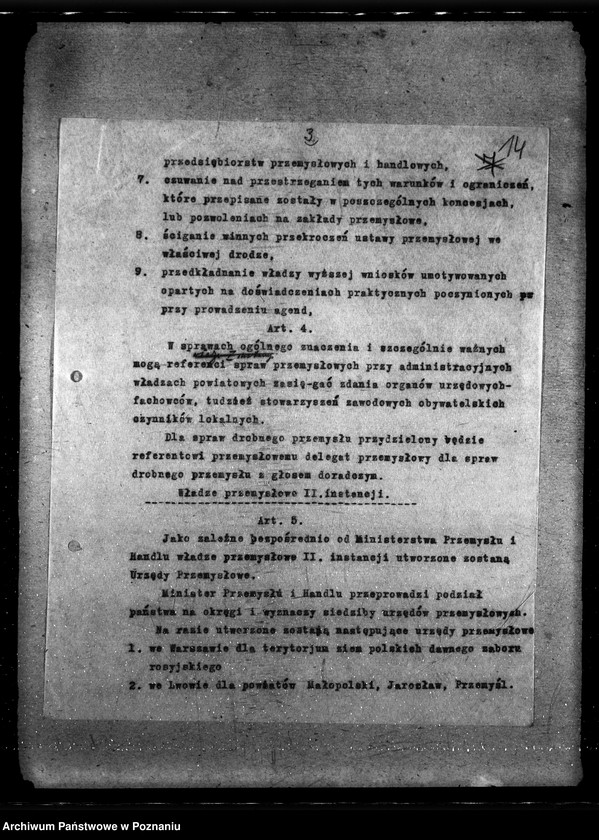 3
14
przedsiębiorstw przemysłowych i handlowych,
7. czuwanie nad przestrzeganiem tych warunków i ograniczeń,
które przepisane zostały w poszczególnych koncesjach,
lub pozwoleniach na zakłady przemysłowe,
8. ściganie winnych przekroczeń ustawy przemysłowej we
właściwej drodze,
9. przedkładnanie władzy wyższej wniosków umotywowanych
opartych na doświadczeniach praktycznych poczynionych
przy prowadzeniu agend,
Art. 4.
W sprawach ogólnego znaczenia i szczególnie ważnych
mogą referenci spraw przemysłowych przy administracyjnych
władzach powiatowych zasię-gać zdania organów urzędowych-
fachowców, tudzież stowarzyszeń zawodowych obywatelskich
czynników lokalnych.
Dla spraw drobnego przemysłu przydzielony będzie
referentowi przemysłowemu delegat przemysłowy dla spraw
drobnego przemysłu z głosem doradczym.
Władze przemysłowe II.instancji.
Art. 5.
Jako zależne bezpośrednio od Ministerstwa Przemysłu i
Handlu władze przemysłowe II. instancji utworzone zostaną
Urzędy Przemysłowe.
Minister Przemysłu i Handlu przeprowadzi podział
państwa na okręgi i wyznaczy siedziby urzędów przemysłowych.
Na razie utworzone zostają następujące urzędy przemysłowe
1. we Warszawie dla terytorjum ziem polskich dawnego zaboru
rosyjskiego
2. we Lwowie dla powiatów Małopolski, Jarosław, Przemyśl.
Archiwum Państwowe w Poznaniu